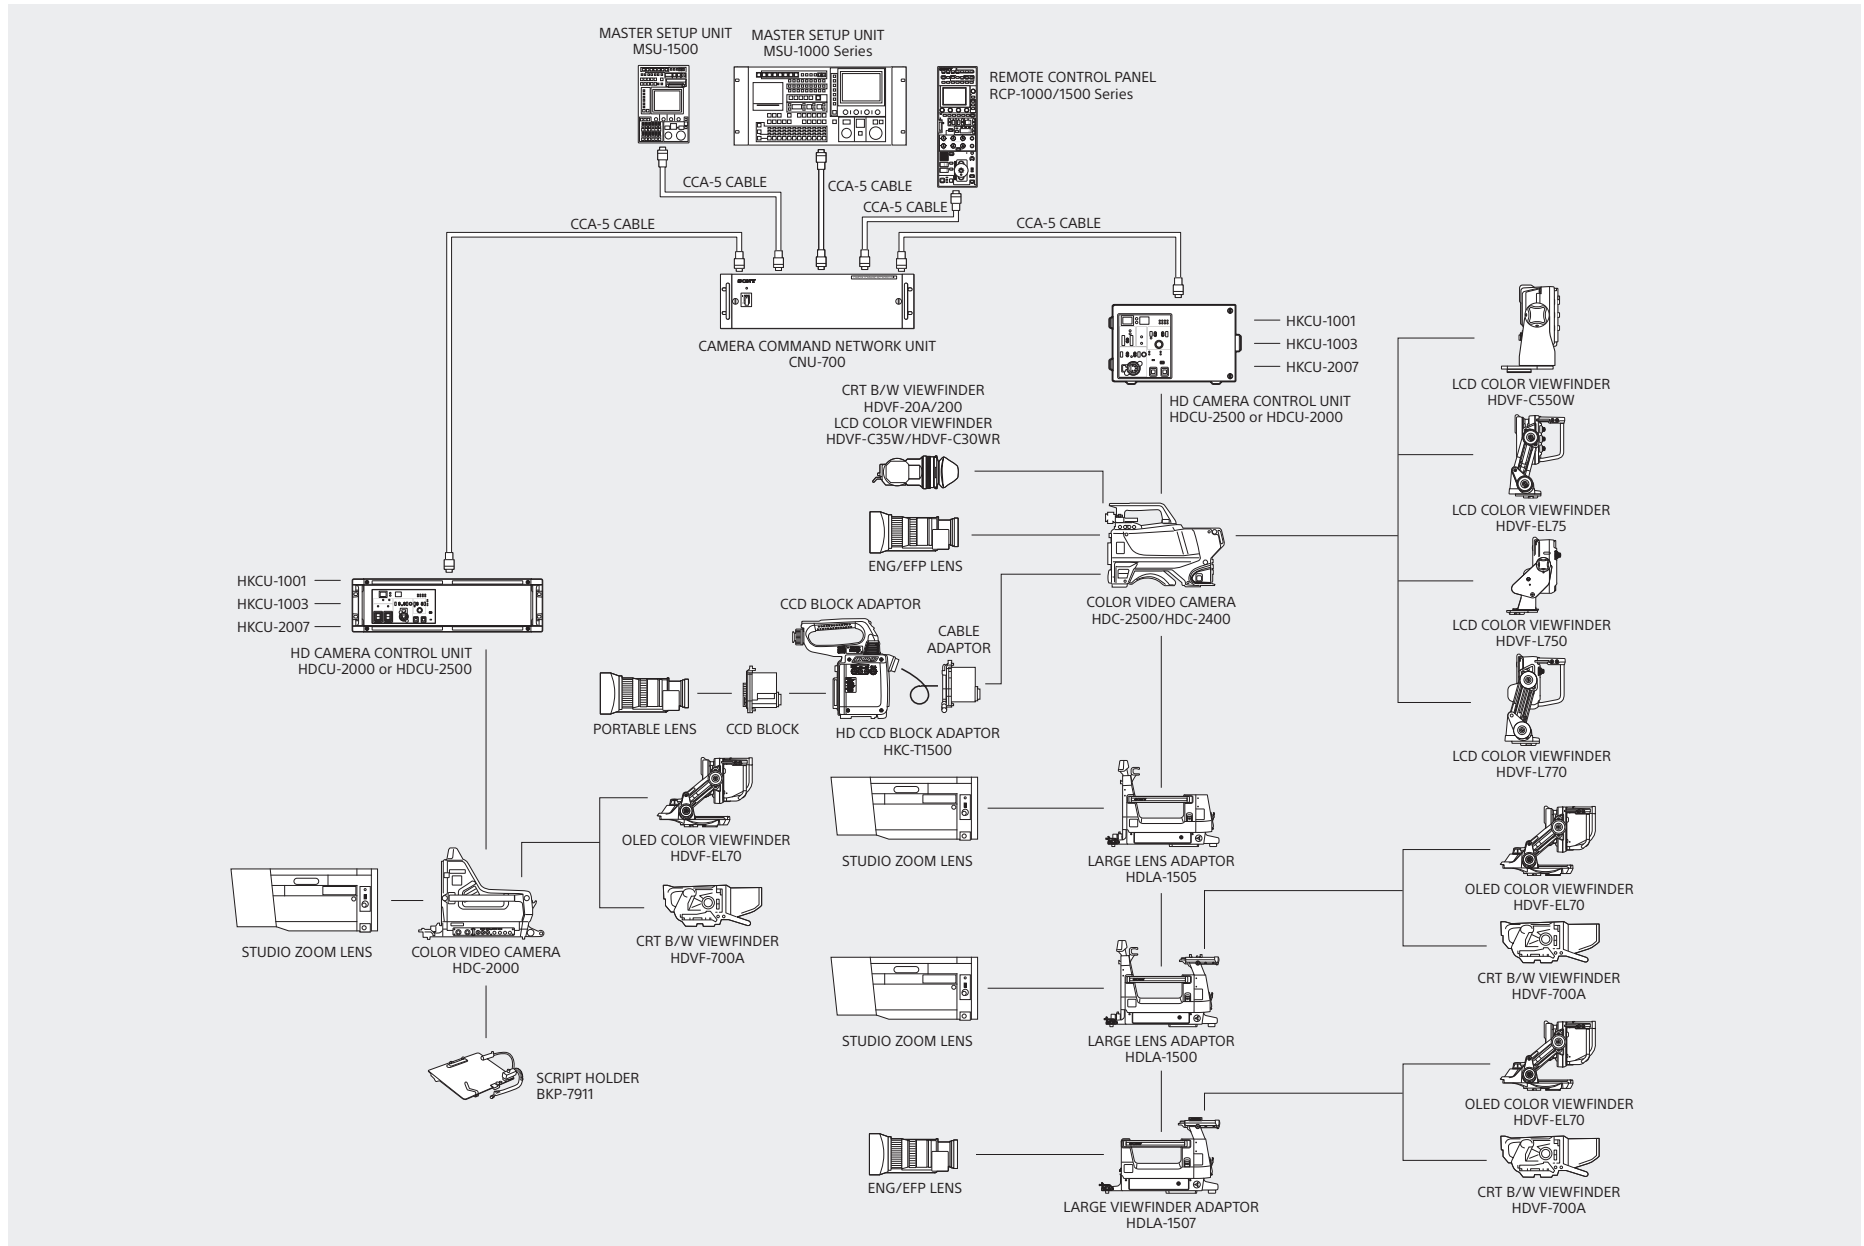 MASTER SETUP UNIT
MSU-1500
MASTER SETUP UNIT
MSU-1000 Series
REMOTE CONTROL PANEL
RCP-1000/1500 Series
CCA-5 CABLE
CCA-5 CABLE
CCA-5 CABLE
CCA-5 CABLE
CCA-5 CABLE
SONY
CAMERA COMMAND NETWORK UNIT
CNU-700
HKCU-1001
HKCU-1003
HKCU-2007
HD CAMERA CONTROL UNIT
HDCU-2500 or HDCU-2000
CRT B/W VIEWFINDER
HDVF-20A/200
LCD COLOR VIEWFINDER
HDVF-C35W/HDVF-C30WR
ENG/EFP LENS
COLOR VIDEO CAMERA
HDC-2500/HDC-2400
LCD COLOR VIEWFINDER
HDVF-C550W
LCD COLOR VIEWFINDER
HDVF-EL75
LCD COLOR VIEWFINDER
HDVF-L750
LCD COLOR VIEWFINDER
HDVF-L770
HKCU-1001
HKCU-1003
HKCU-2007
HD CAMERA CONTROL UNIT
HDCU-2000 or HDCU-2500
CCD BLOCK ADAPTOR
CABLE
ADAPTOR
PORTABLE LENS
CCD BLOCK
HD CCD BLOCK ADAPTOR
HKC-T1500
OLED COLOR VIEWFINDER
HDVF-EL70
CRT B/W VIEWFINDER
HDVF-700A
STUDIO ZOOM LENS
COLOR VIDEO CAMERA
HDC-2000
SCRIPT HOLDER
BKP-7911
STUDIO ZOOM LENS
LARGE LENS ADAPTOR
HDLA-1505
OLED COLOR VIEWFINDER
HDVF-EL70
CRT B/W VIEWFINDER
HDVF-700A
STUDIO ZOOM LENS
LARGE LENS ADAPTOR
HDLA-1500
OLED COLOR VIEWFINDER
HDVF-EL70
CRT B/W VIEWFINDER
HDVF-700A
ENG/EFP LENS
LARGE VIEWFINDER ADAPTOR
HDLA-1507